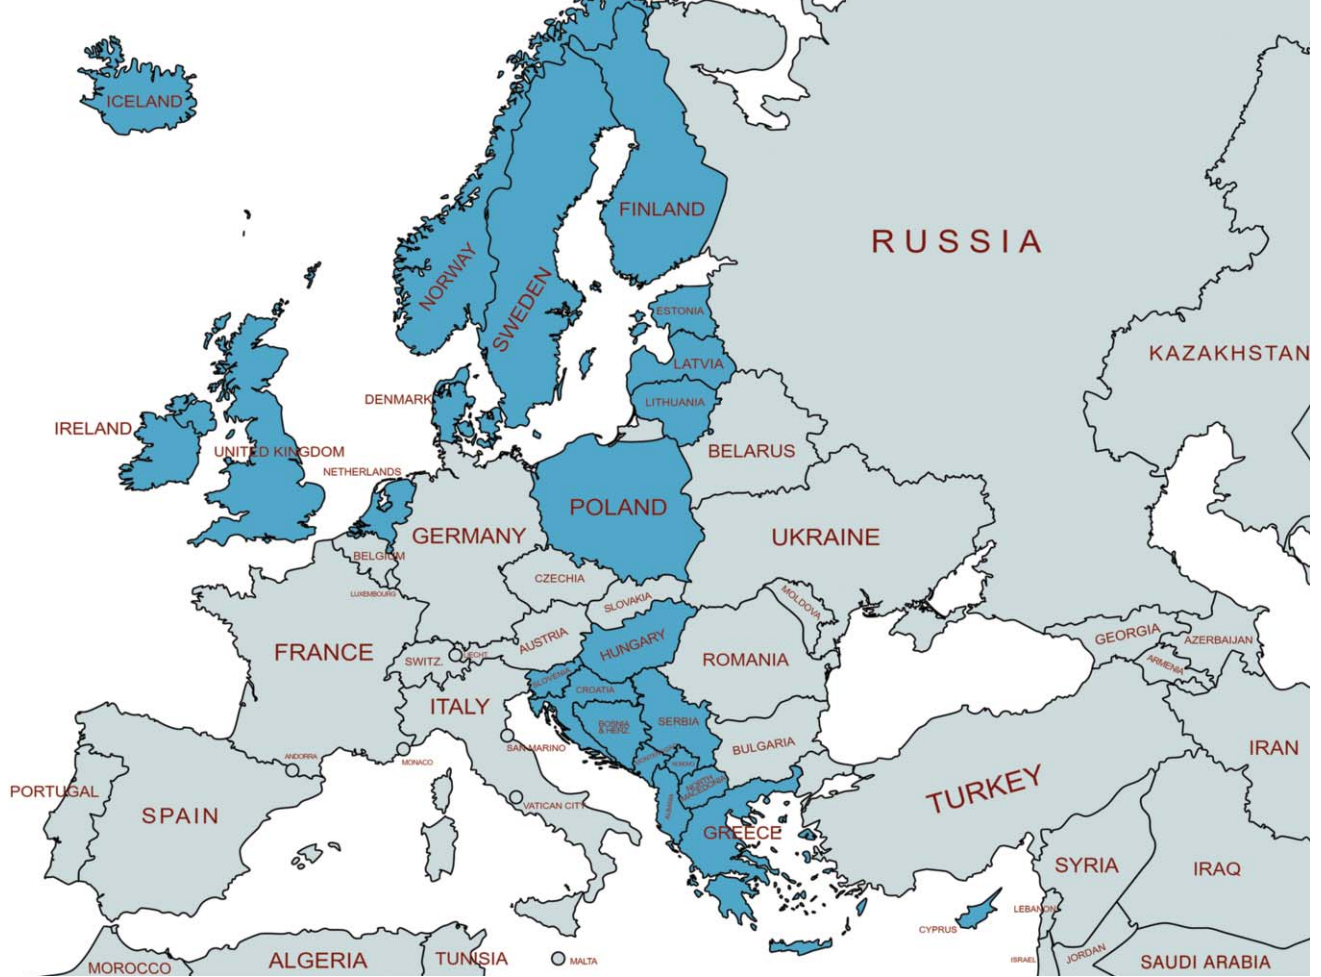 ICELAND
FINLAND
RUSSIA
NORWAY
SWEDEN
ESTONIA
KAZAKHSTAN
LATVIA
DENMARK
LITHUANIA
IRELAND
UNITED KINGDOM
BELARUS
NETHERLANDS
POLAND
GERMANY
UKRAINE
BELGIUM
CZECHIA
LUXEMBOURG
SLOVAKIA
MOLDOVA
AUSTRIA
HUNGARY
GEORGIA
AZERBAIJAN
FRANCE
SWITZ.
LIECHT.
ROMANIA
ARMENIA
SLOVENIA
CROATIA
ITALY
BOSNIA
& HERZ.
SERBIA
SAN MARINO
BULGARIA
IRAN
ANDORRA
MONACO
MONTENEGRO
KOSOVO
PORTUGAL
SPAIN
VATICAN CITY
NORTH
MACEDONIA
ALBANIA
TURKEY
GREECE
SYRIA
IRAQ
LEBANON
CYPRUS
MOROCCO
ALGERIA
TUNISIA
MALTA
ISRAEL
JORDAN
SAUDI ARABIA